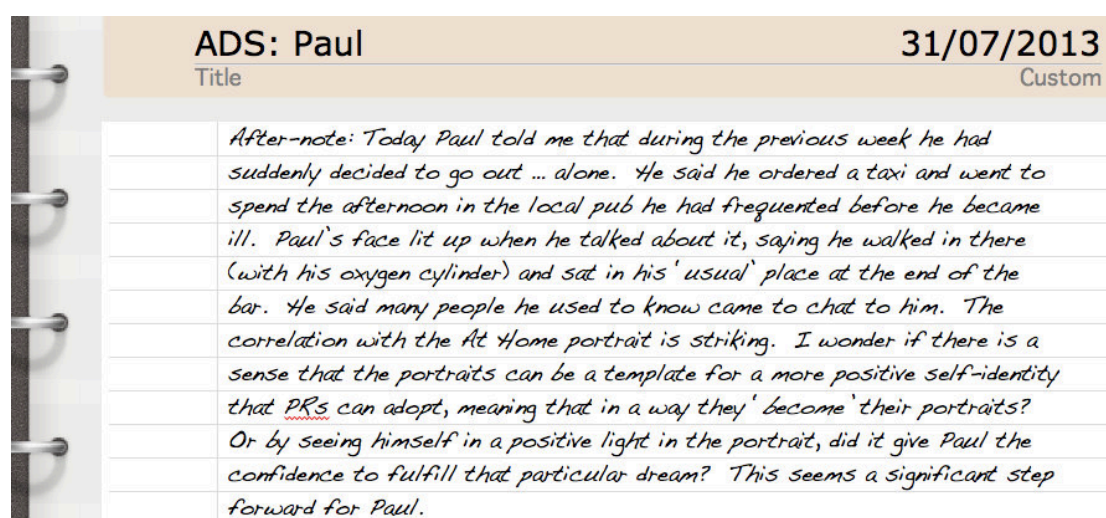 ADS: Paul 31/07/2013
Title Custom
After-note: Today Paul told me that during the previous week he had
suddenly decided to go out ... alone. He said he ordered a taxi and went to
spend the afternoon in the local pub he had frequented before he became
ill. Paul`s face lit up when he talked about it, saying he walked in there
(with his oxygen cylinder) and sat in his ' usual` place at the end of the
bar. He said many people he used to know came to chat to him. The
correlation with the At Home portrait is striking. I wonder if there is a
sense that the portraits can be a template for a more positive self-identity
that PRs can adopt, meaning that in a way they ' become ` their portraits?
Or by seeing himself in a positive light in the portrait, did it give Paul the
confidence to fulfill that particular dream? This seems a significant step
forward for Paul.